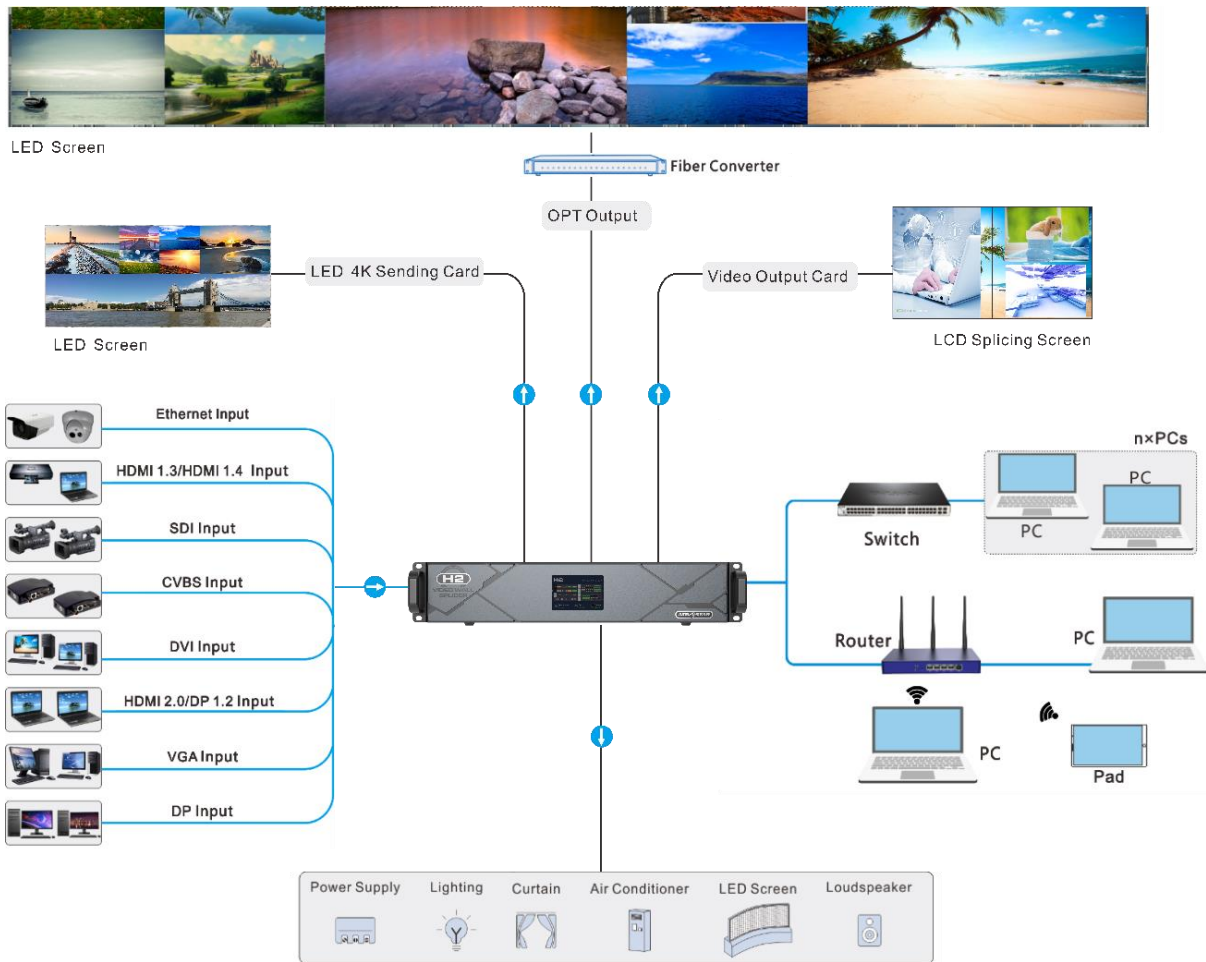 LED Screen
Fiber Converter
OPT Output
LED 4K Sending Card
Video Output Card
LED Screen
LCD Splicing Screen
Ethernet Input
HDMI 1.3/HDMI 1.4 Input
SDI Input
CVBS Input
DVI Input
HDMI 2.0/DP 1.2 Input
VGA Input
DP Input
H2
VIDEO WALL
SPLICER
n×PCs
PC
PC
Switch
Router
PC
PC
Pad
Power Supply
Lighting
Curtain
Air Conditioner
LED Screen
Loudspeaker